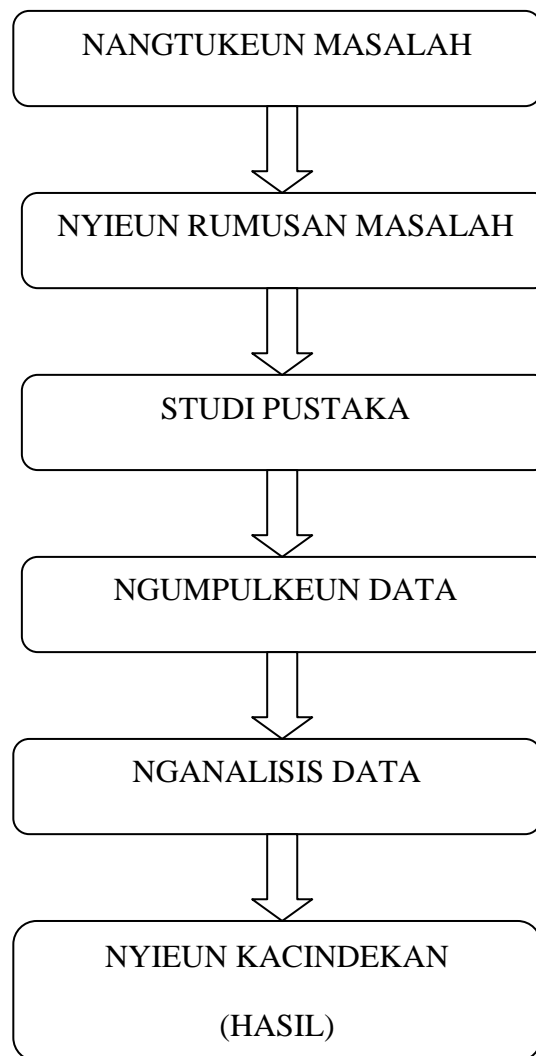 NANGTUKEUN MASALAH
NYIEUN RUMUSAN MASALAH
STUDI PUSTAKA
NGUMPULKEUN DATA
NGANALISIS DATA
NYIEUN KACINDEKAN
(HASIL)